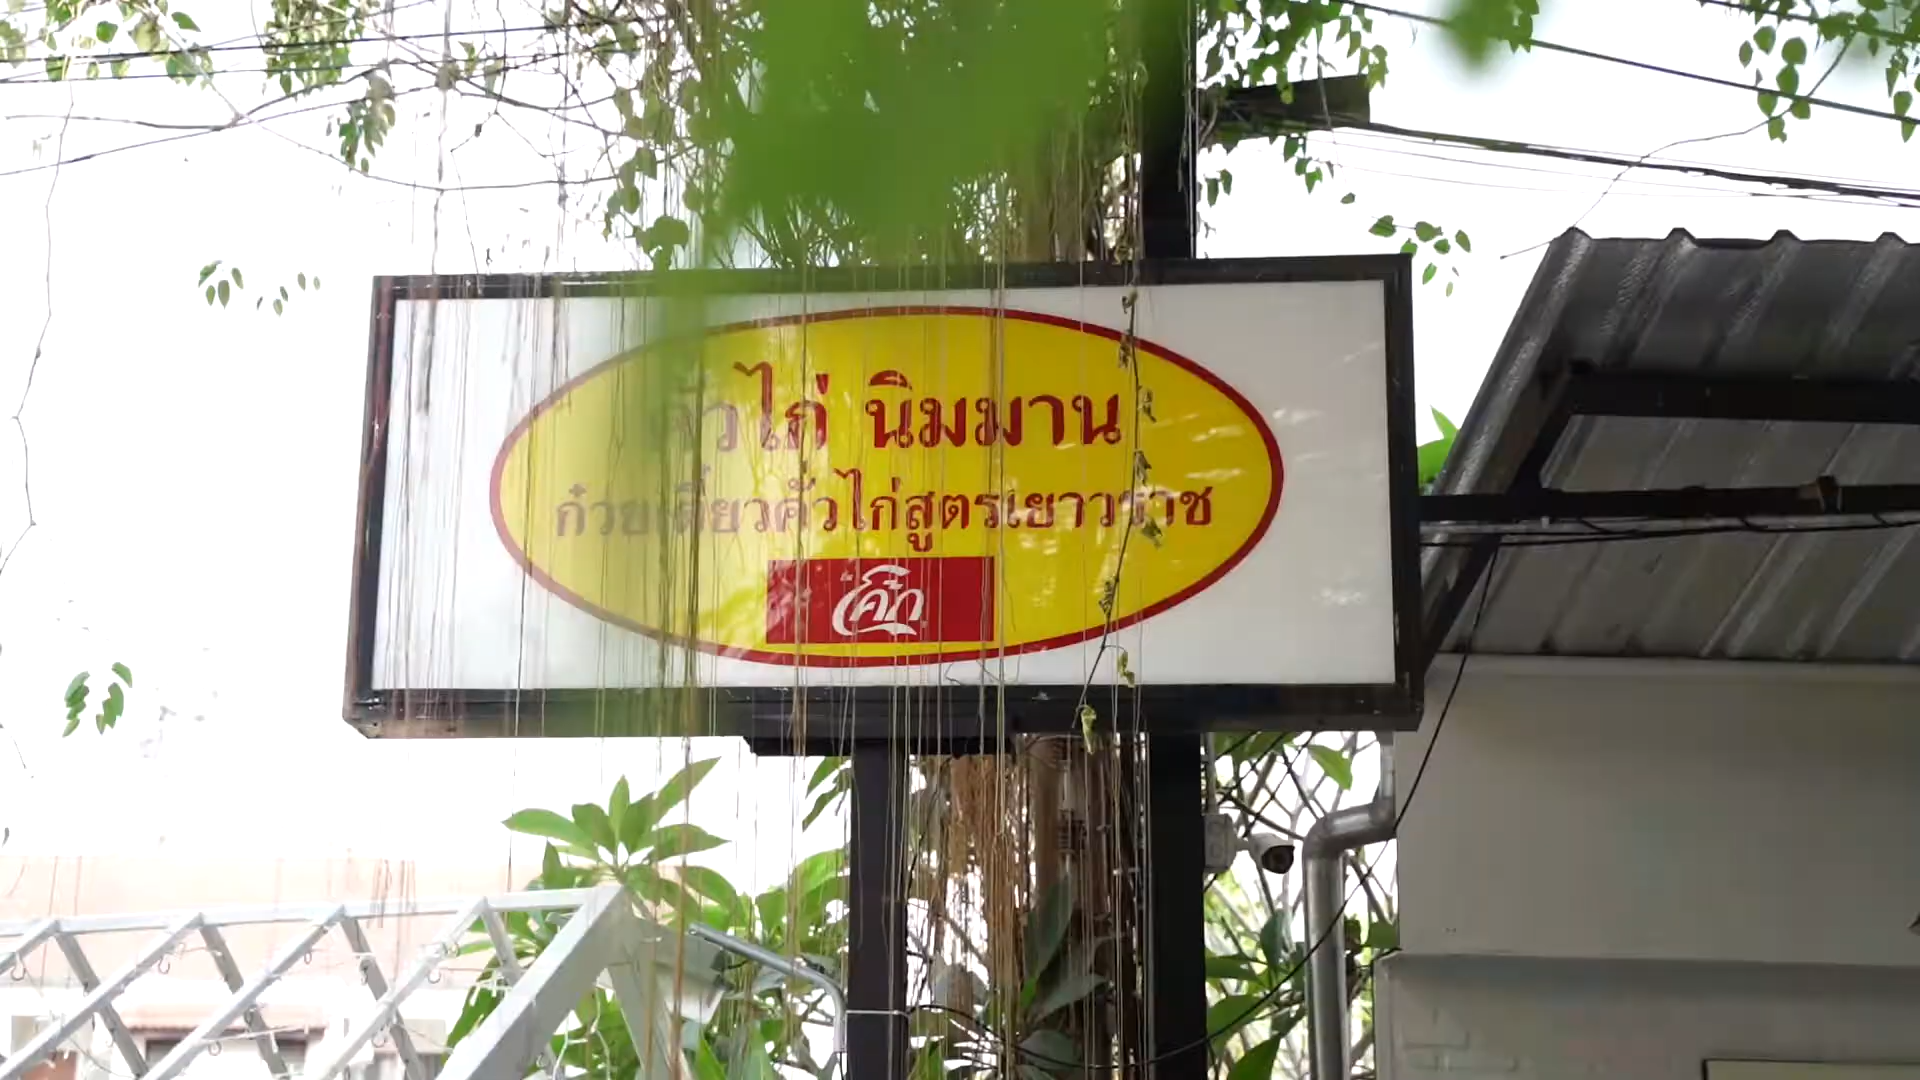 คั่วไก่ นิมมาน
ก๋วยเตี๋ยวคั่วไก่สูตรเยาวราช
โค้ก